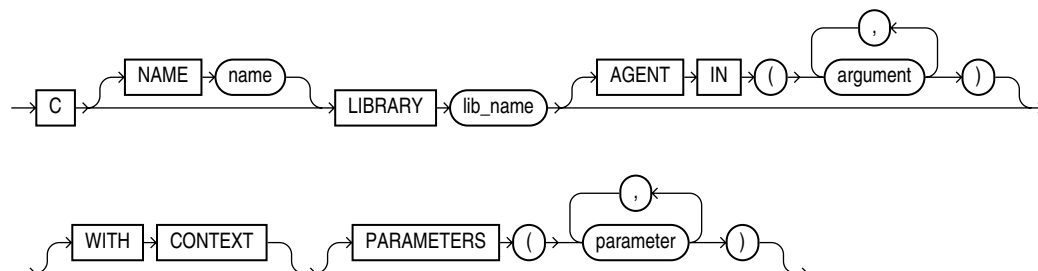 ,
NAME name AGENT IN ( argument )
C LIBRARY lib_name
,
WITH CONTEXT PARAMETERS ( parameter )